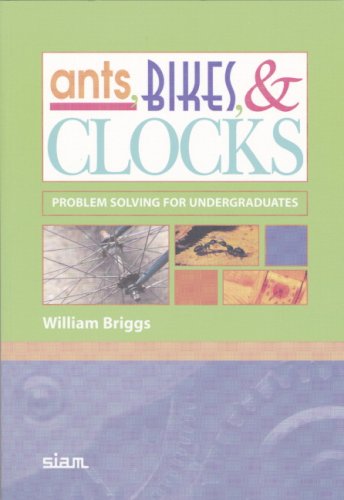 ants, BIKES, &
CLOCKS
PROBLEM SOLVING FOR UNDERGRADUATES
William Briggs
siam